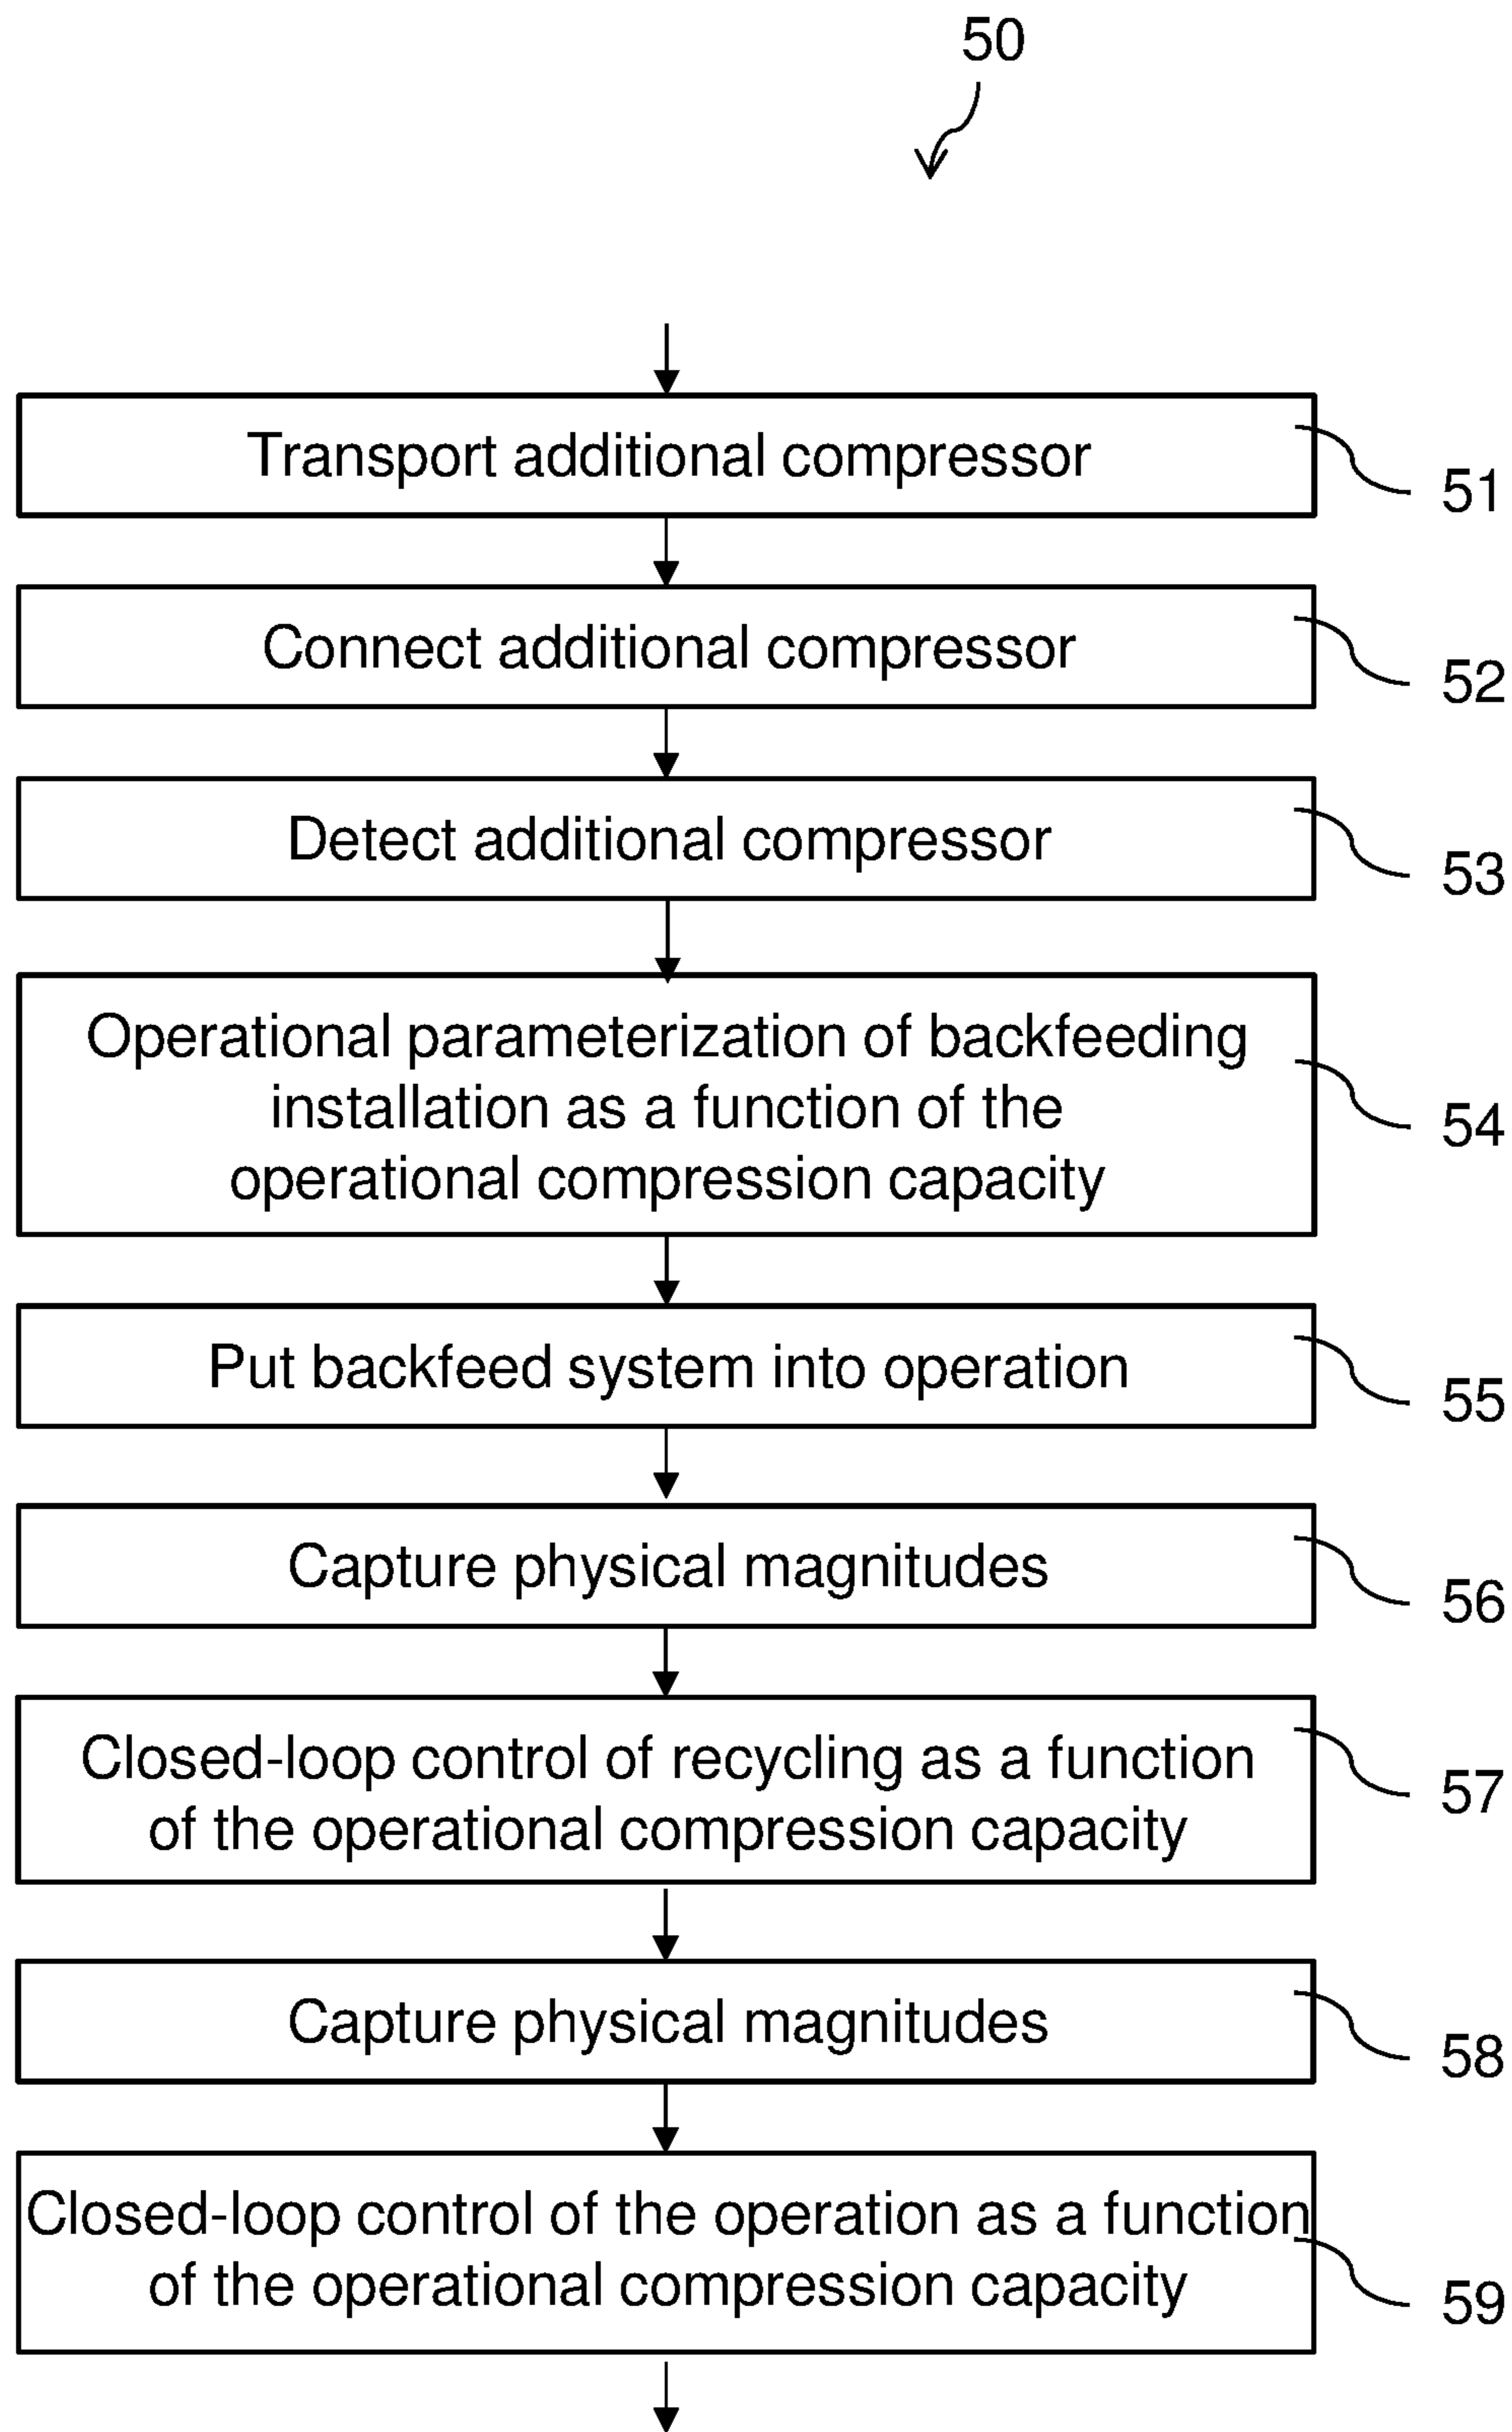 50
Transport additional compressor
51
Connect additional compressor
52
Detect additional compressor
53
Operational parameterization of backfeeding
installation as a function of the
operational compression capacity
54
Put backfeed system into operation
55
Capture physical magnitudes
56
Closed-loop control of recycling as a function
of the operational compression capacity
57
Capture physical magnitudes
58
Closed-loop control of the operation as a function
of the operational compression capacity
59